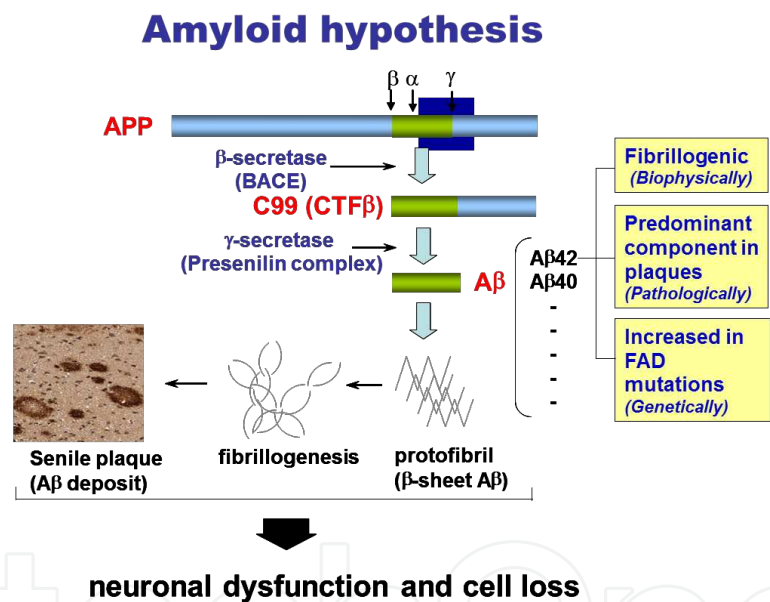 Amyloid hypothesis
β α γ
APP
β-secretase
(BACE)
C99 (CTFβ)
γ-secretase
(Presenilin complex)
Aβ
Aβ42
Aβ40
-
-
-
-
-
Fibrillogenic
(Biophysically)
Predominant
component in
plaques
(Pathologically)
Increased in
FAD
mutations
(Genetically)
Senile plaque
(Aβ deposit)
fibrillogenesis
protofibril
(β-sheet Aβ)
neuronal dysfunction and cell loss